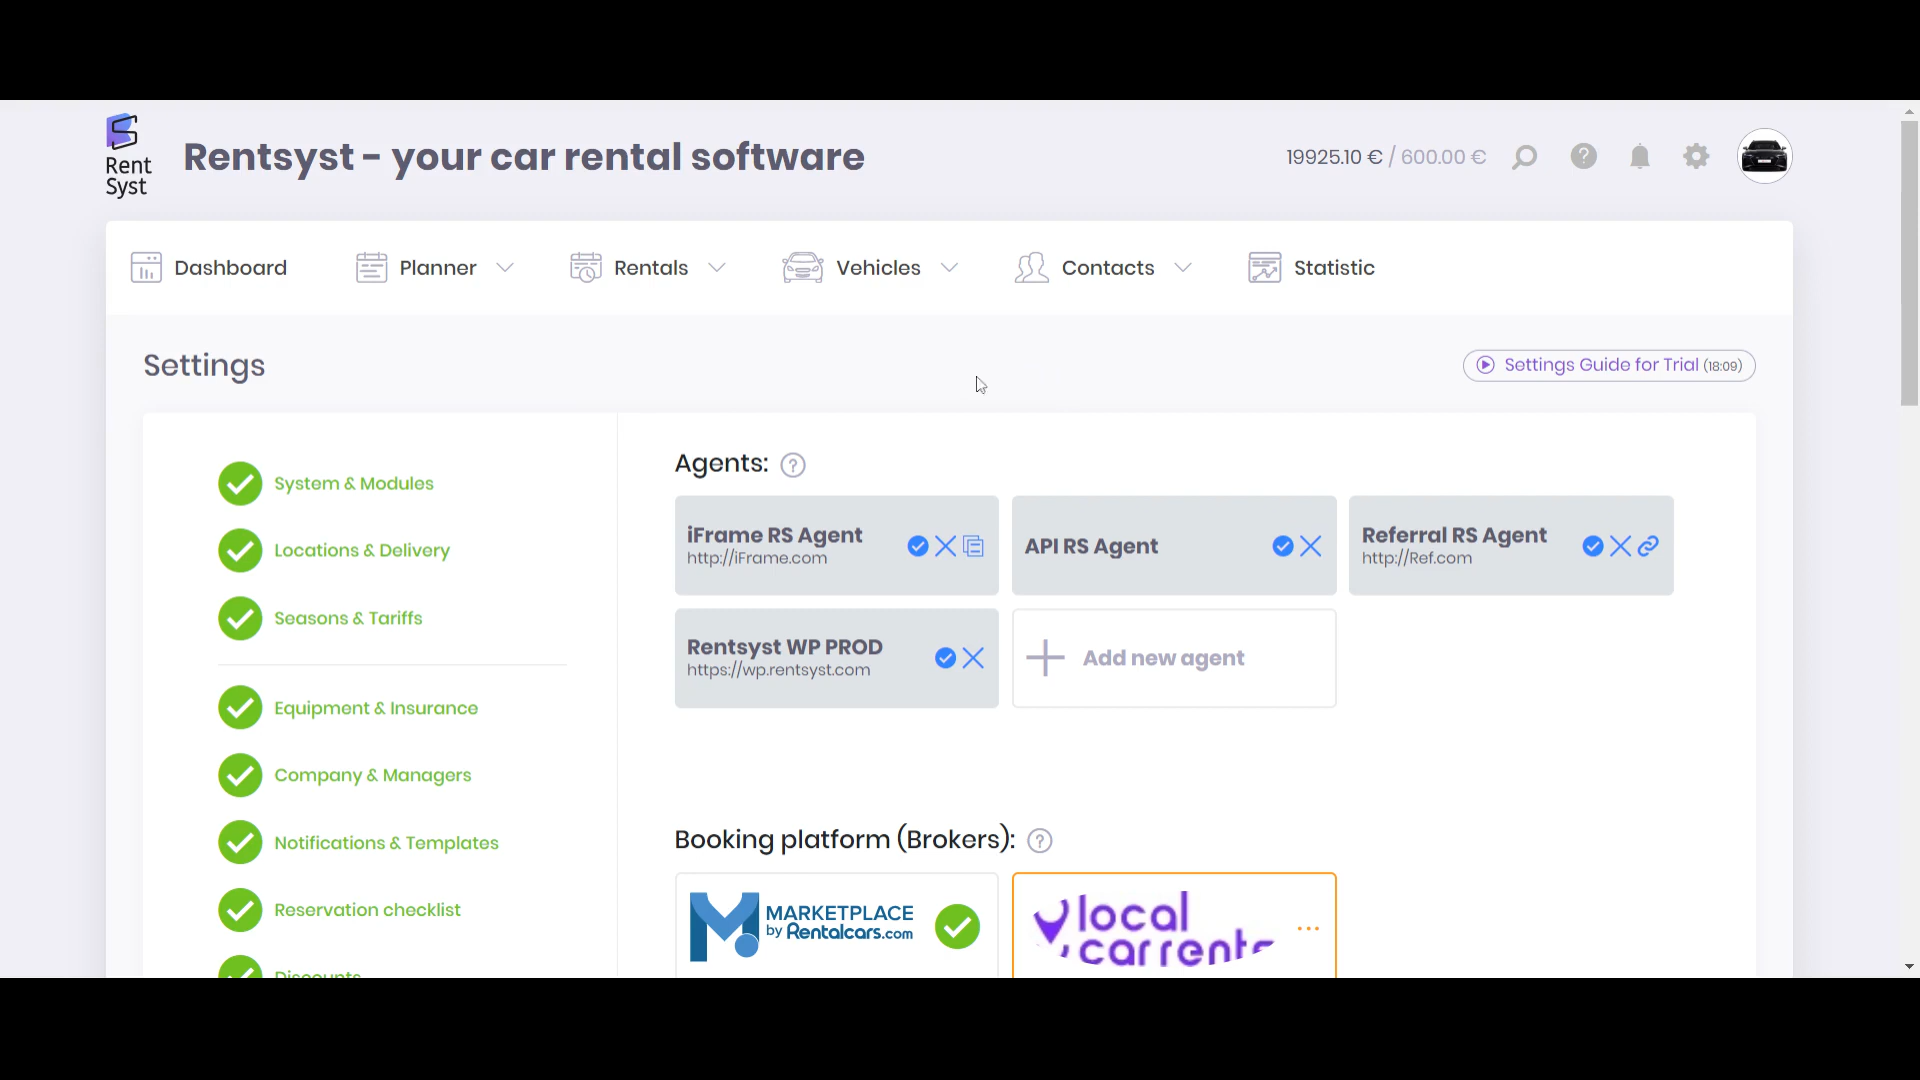 Rent
Syst
Rentsyst - your car rental software
19925.10 € / 600.00 €
Dashboard
Planner
Rentals
Vehicles
Contacts
Statistic
Settings
Settings Guide for Trial (18:09)
System & Modules
Locations & Delivery
Seasons & Tariffs
Equipment & Insurance
Company & Managers
Notifications & Templates
Reservation checklist
Discounts
Agents: ?
iFrame RS Agent
http://iFrame.com
API RS Agent
Referral RS Agent
http://Ref.com
Rentsyst WP PROD
https://wp.rentsyst.com
Add new agent
Booking platform (Brokers): ?
MARKETPLACE
by Rentalcars.com
local
carrents